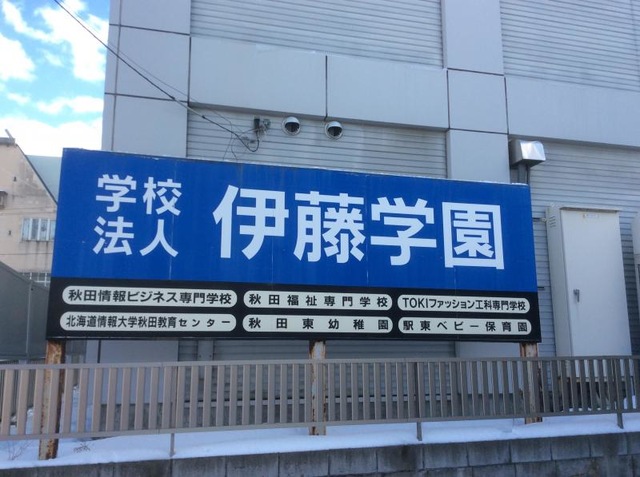 学校法人 伊藤学園
秋田情報ビジネス専門学校 秋田福祉専門学校 TOKIファッション工科専門学校
北海道情報大学秋田教育センター 秋田東幼稚園 駅東ベビー保育園